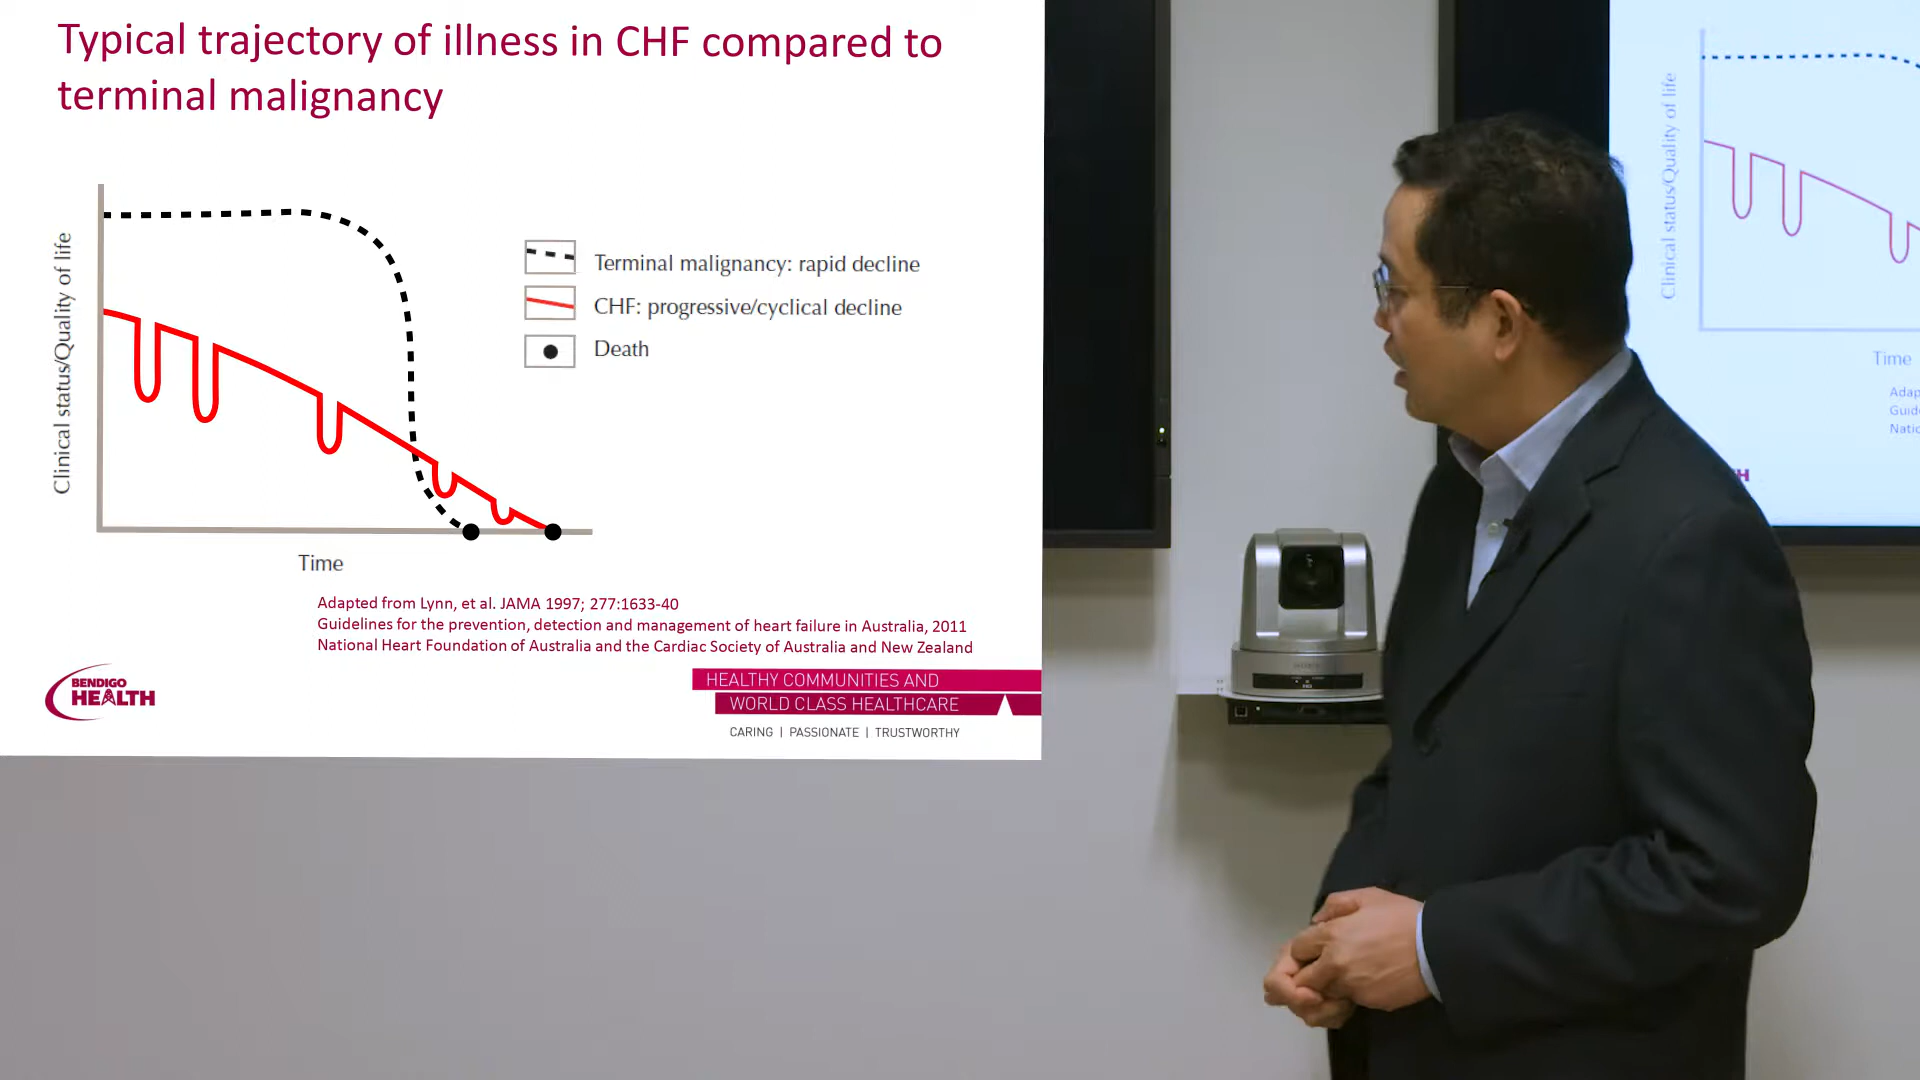 Typical trajectory of illness in CHF compared to
terminal malignancy
Clinical status/Quality of life
Terminal malignancy: rapid decline
CHF: progressive/cyclical decline
Death
Time
Adapted from Lynn, et al. JAMA 1997; 277:1633-40
Guidelines for the prevention, detection and management of heart failure in Australia, 2011
National Heart Foundation of Australia and the Cardiac Society of Australia and New Zealand
BENDIGO
HEALTH
HEALTHY COMMUNITIES AND
WORLD CLASS HEALTHCARE
CARING | PASSIONATE | TRUSTWORTHY
Clinical status/Quality of life
Time
Adap
Guid
Natio
H